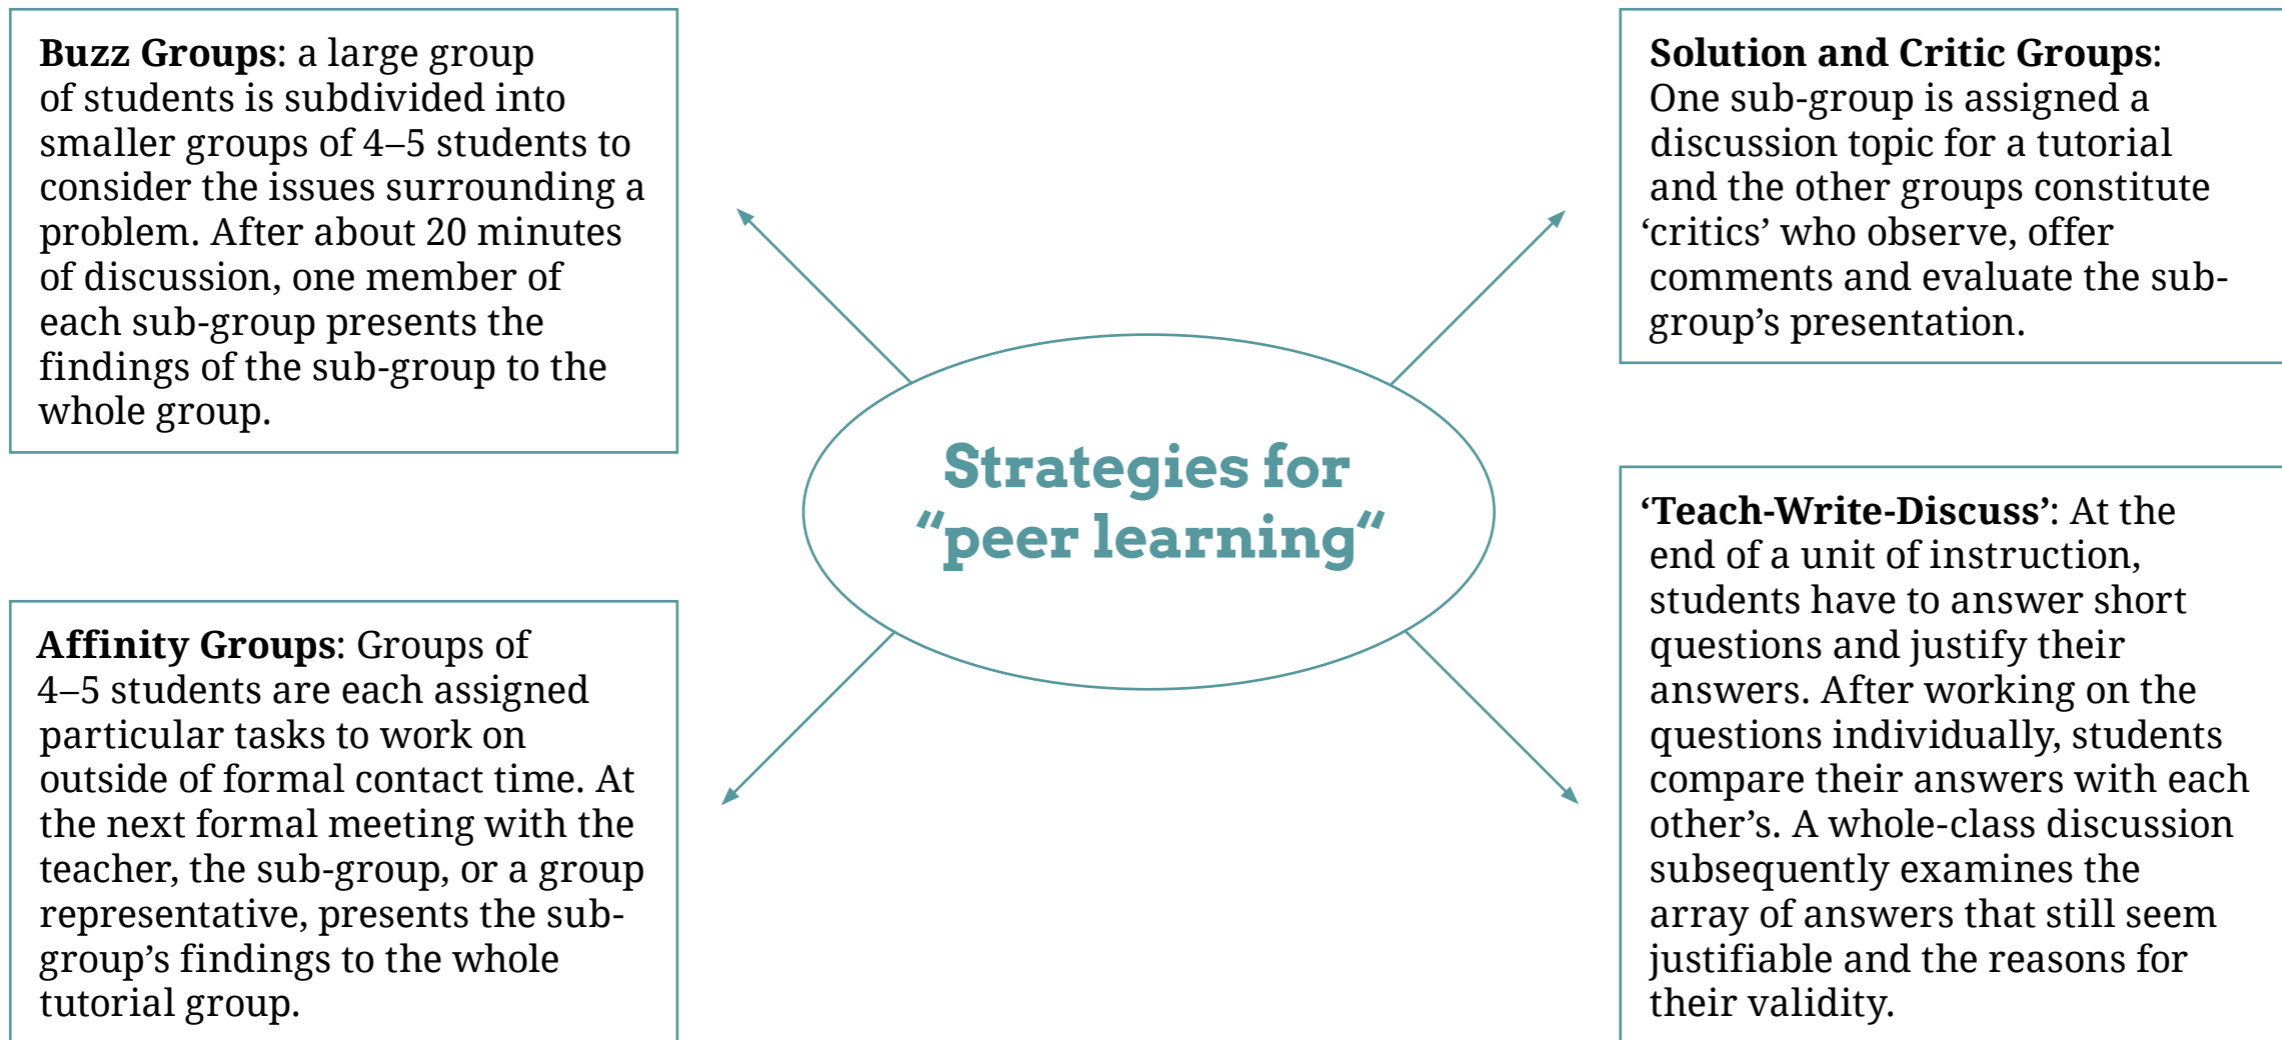 Buzz Groups: a large group
of students is subdivided into
smaller groups of 4–5 students to
consider the issues surrounding a
problem. After about 20 minutes
of discussion, one member of
each sub-group presents the
findings of the sub-group to the
whole group.
Solution and Critic Groups:
One sub-group is assigned a
discussion topic for a tutorial
and the other groups constitute
‘critics’ who observe, offer
comments and evaluate the sub-
group’s presentation.
Strategies for
“peer learning“
Affinity Groups: Groups of
4–5 students are each assigned
particular tasks to work on
outside of formal contact time. At
the next formal meeting with the
teacher, the sub-group, or a group
representative, presents the sub-
group’s findings to the whole
tutorial group.
‘Teach-Write-Discuss’: At the
end of a unit of instruction,
students have to answer short
questions and justify their
answers. After working on the
questions individually, students
compare their answers with each
other’s. A whole-class discussion
subsequently examines the
array of answers that still seem
justifiable and the reasons for
their validity.